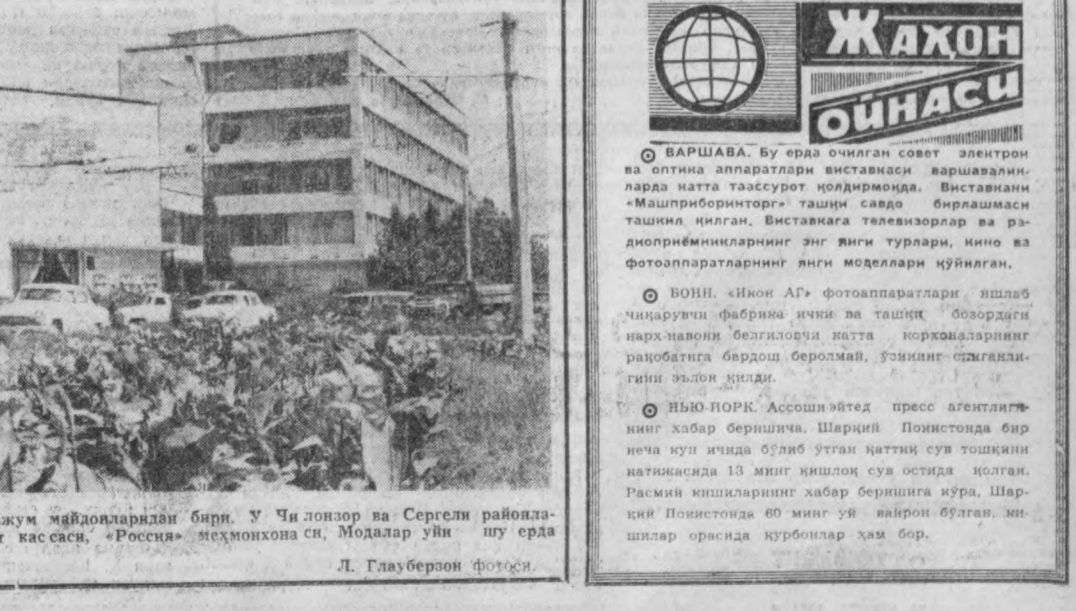 жум майдонларидан бири. У Чилонзор ва Сергели районла-
кассаси, «Россия» меҳмонхонаси, Модалар уйи шу ерда
Л. Глауберзон фотоси.
ЖАҲОН
ОЙНАСИ
ВАРШАВА. Бу ерда очилган совет электрон
ва оптика аппаратлари виставкаси варшавалик-
ларда катта таассурот қолдирмоқда. Виставкани
«Машприборинторг» ташқи савдо бирлашмаси
ташкил қилган. Виставкага телевизорлар ва ра-
диоприёмникларнинг энг янги турлари, кино ва
фотоаппаратларнинг янги моделлари қўйилган.
БОНН. «Икон АГ» фотоаппаратлари ишлаб
чиқарувчи фабрика ички ва ташқи бозордаги
нарх-навони белгиловчи катта корхоналарнинг
рақобатига бардош беролмай, ўзининг синганли-
гини эълон қилди.
НЬЮ-ЙОРК. Ассошиэйтед пресс агентлиги-
нинг хабар беришича, Шарқий Покистонда бир
неча кун ичида бўлиб ўтган қаттиқ сув тошқини
натижасида 13 минг қишлоқ сув остида қолган.
Расмий кишиларнинг хабар беришига кўра, Шар-
қий Покистонда 60 минг уй вайрон бўлган, ки-
шилар орасида қурбонлар ҳам бор.